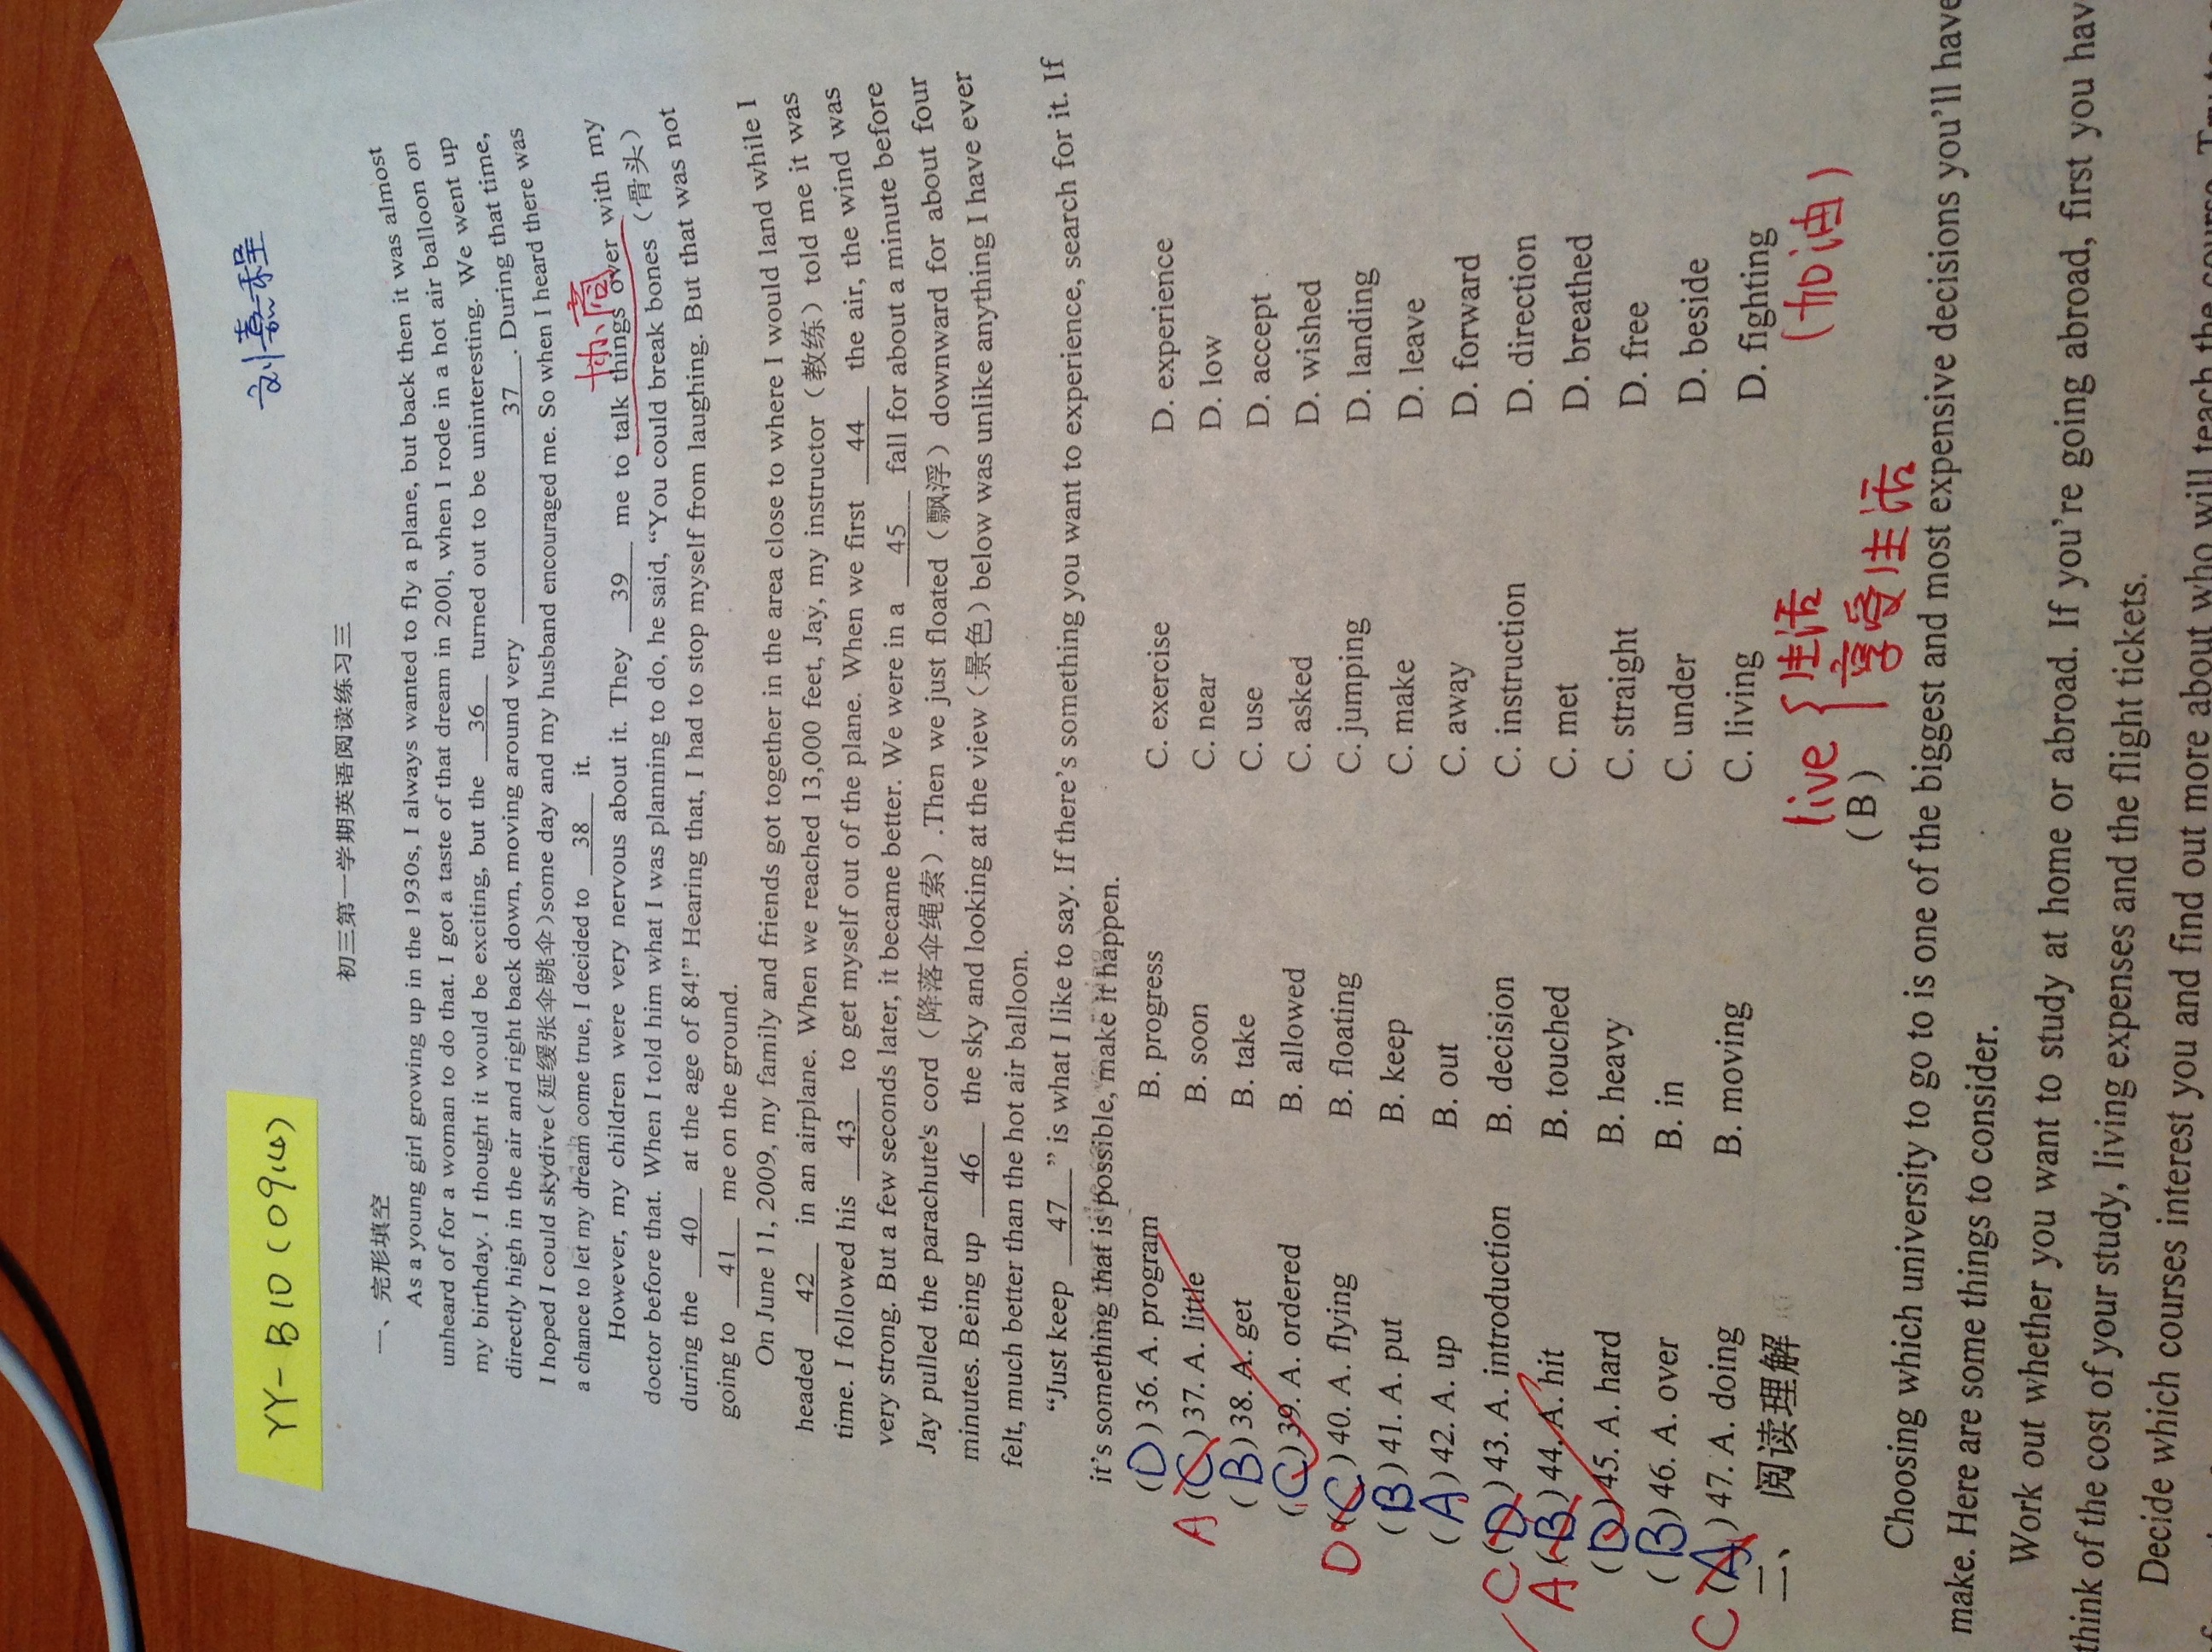 YY-B10(0914)
刘嘉程
初三第一学期英语阅读练习三
一、完形填空
As a young girl growing up in the 1930s, I always wanted to fly a plane, but back then it was almost
unheard of for a woman to do that. I got a taste of that dream in 2001, when I rode in a hot air balloon on
my birthday. I thought it would be exciting, but the 36 turned out to be uninteresting. We went up
directly high in the air and right back down, moving around very 37 . During that time,
I hoped I could skydive(延缓张伞跳伞)some day and my husband encouraged me. So when I heard there was
a chance to let my dream come true, I decided to 38 it.
协商
However, my children were very nervous about it. They 39 me to talk things over with my
doctor before that. When I told him what I was planning to do, he said, “You could break bones（骨头）
during the 40 at the age of 84!” Hearing that, I had to stop myself from laughing. But that was not
going to 41 me on the ground.
On June 11, 2009, my family and friends got together in the area close to where I would land while I
headed 42 in an airplane. When we reached 13,000 feet, Jay, my instructor（教练）told me it was
time. I followed his 43 to get myself out of the plane. When we first 44 the air, the wind was
very strong. But a few seconds later, it became better. We were in a 45 fall for about a minute before
Jay pulled the parachute's cord（降落伞绳索）.Then we just floated（飘浮）downward for about four
minutes. Being up 46 the sky and looking at the view（景色）below was unlike anything I have ever
felt, much better than the hot air balloon.
“Just keep 47 ” is what I like to say. If there’s something you want to experience, search for it. If
it’s something that is possible, make it happen.
(D) 36. A. program B. progress C. exercise D. experience
A (C) 37. A. little B. soon C. near D. low
(B) 38. A. get B. take C. use D. accept
(C) 39. A. ordered B. allowed C. asked D. wished
D (C) 40. A. flying B. floating C. jumping D. landing
(B) 41. A. put B. keep C. make D. leave
(A) 42. A. up B. out C. away D. forward
C (D) 43. A. introduction B. decision C. instruction D. direction
A (B) 44. A. hit B. touched C. met D. breathed
(D) 45. A. hard B. heavy C. straight D. free
(B) 46. A. over B. in C. under D. beside
C (A) 47. A. doing B. moving C. living D. fighting
二、 阅读理解
live { 生活
享受生活
(加油)
(B)
Choosing which university to go to is one of the biggest and most expensive decisions you’ll have
make. Here are some things to consider.
Work out whether you want to study at home or abroad. If you’re going abroad, first you hav
think of the cost of your study, living expenses and the flight tickets.
Decide which courses interest you and find out more about who will teach the course.